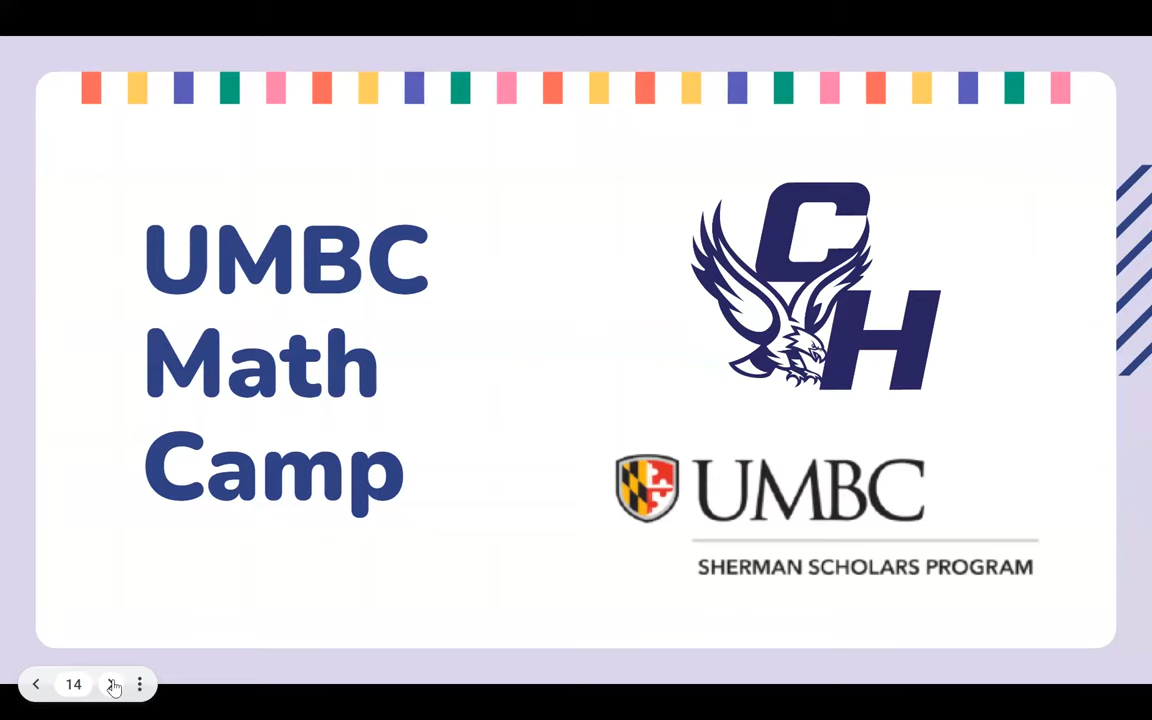 UMBC
Math
Camp
CH
UMBC
SHERMAN SCHOLARS PROGRAM
14